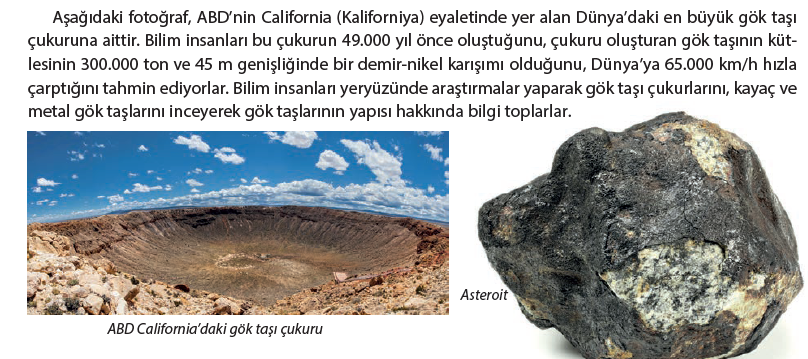 Aşağıdaki fotoğraf, ABD’nin California (Kaliforniya) eyaletinde yer alan Dünya’daki en büyük gök taşı
çukuruna aittir. Bilim insanları bu çukurun 49.000 yıl önce oluştuğunu, çukuru oluşturan gök taşının küt-
lesinin 300.000 ton ve 45 m genişliğinde bir demir-nikel karışımı olduğunu, Dünya’ya 65.000 km/h hızla
çarptığını tahmin ediyorlar. Bilim insanları yeryüzünde araştırmalar yaparak gök taşı çukurlarını, kayaç ve
metal gök taşlarını inceyerek gök taşlarının yapısı hakkında bilgi toplarlar.
Asteroit
ABD California’daki gök taşı çukuru